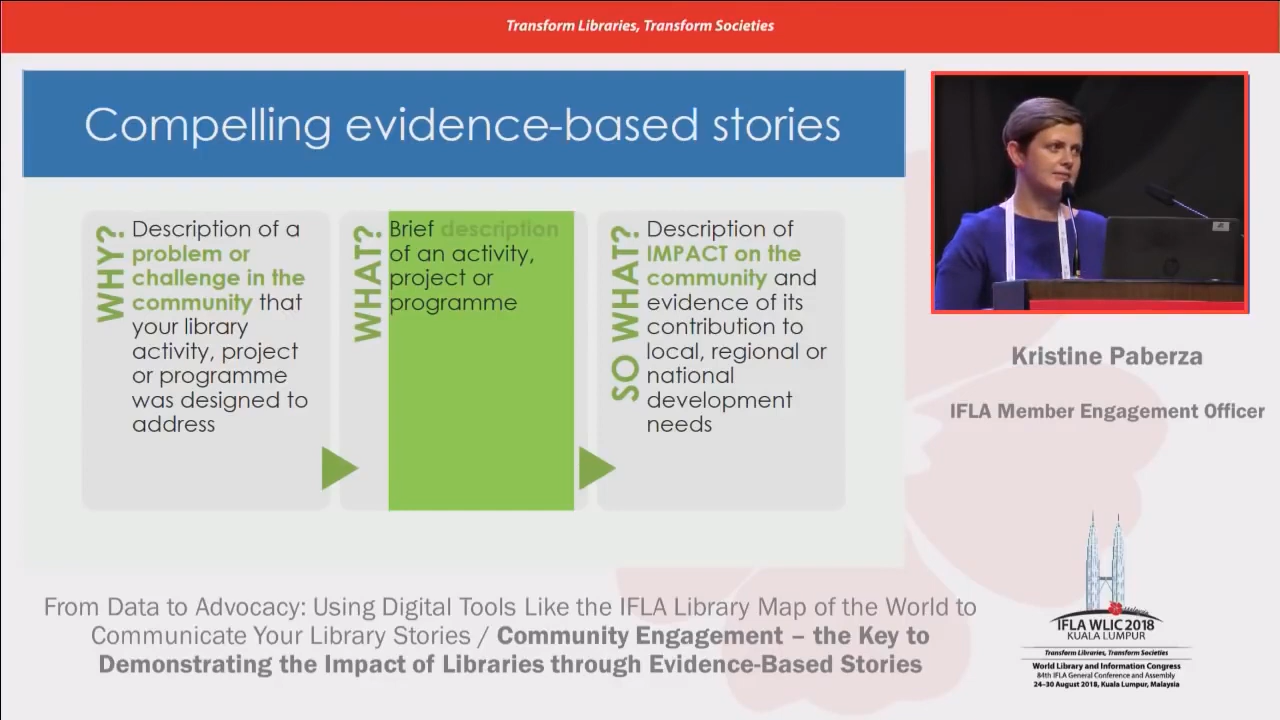 Transform Libraries, Transform Societies
Compelling evidence-based stories
WHY?
Description of a
problem or
challenge in the
community that
your library
activity, project
or programme
was designed to
address
WHAT?
Brief description
of an activity,
project or
programme
SO WHAT?
Description of
IMPACT on the
community and
evidence of its
contribution to
local, regional or
national
development
needs
Kristine Paberza
IFLA Member Engagement Officer
From Data to Advocacy: Using Digital Tools Like the IFLA Library Map of the World to
Communicate Your Library Stories / Community Engagement – the Key to
Demonstrating the Impact of Libraries through Evidence-Based Stories
Malaysia
IFLA WLIC 2018
KUALA LUMPUR
Transform Libraries, Transform Societies
World Library and Information Congress
84th IFLA General Conference and Assembly
24–30 August 2018, Kuala Lumpur, Malaysia